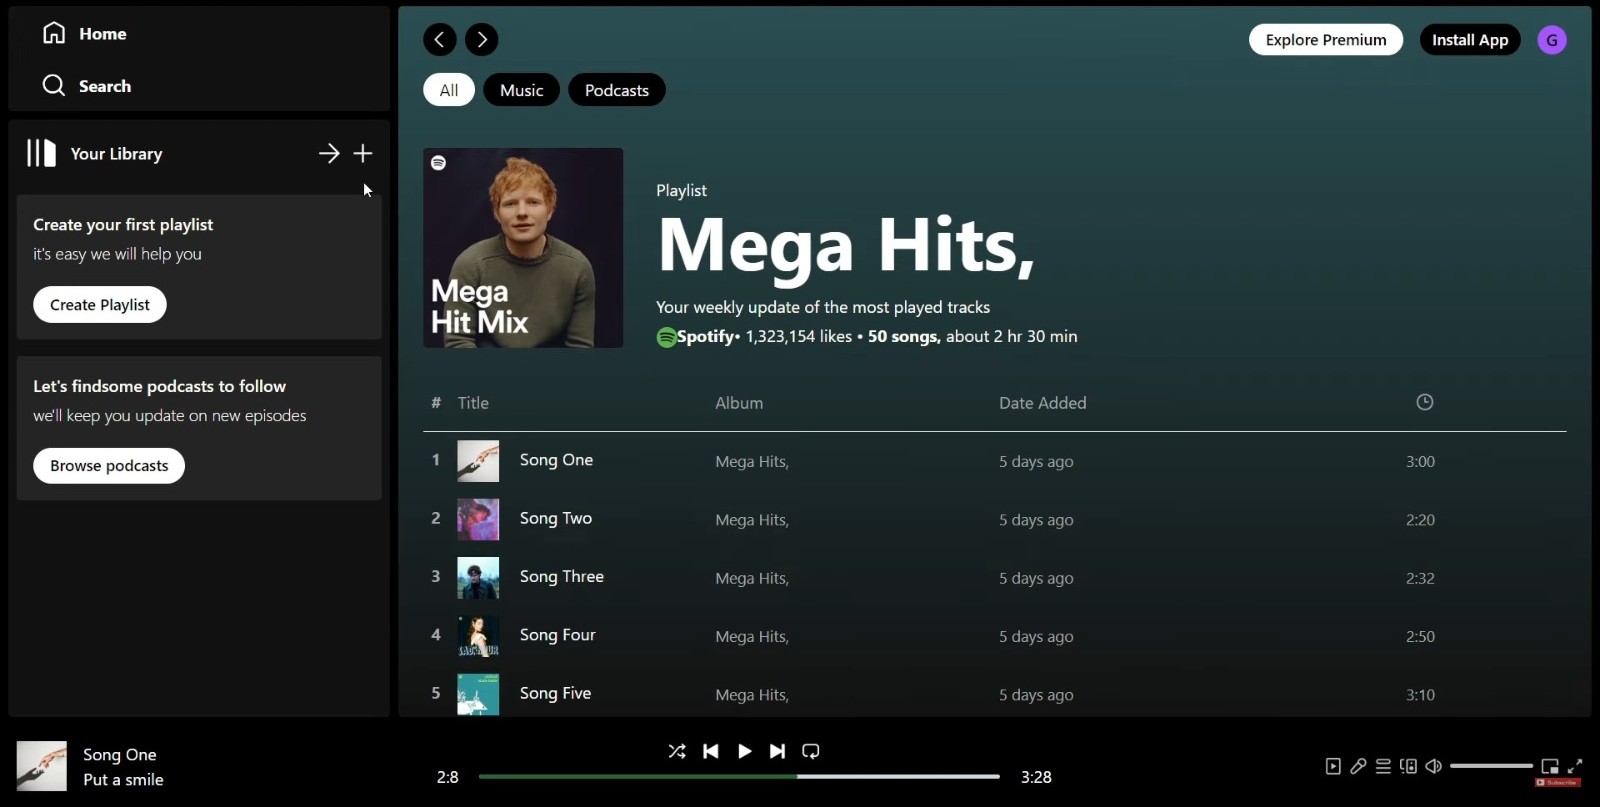 Home
Search
Your Library
Create your first playlist
it's easy we will help you
Create Playlist
Let's findsome podcasts to follow
we'll keep you update on new episodes
Browse podcasts
Explore Premium
Install App
G
All
Music
Podcasts
Mega
Hit Mix
Playlist
Mega Hits,
Your weekly update of the most played tracks
Spotify• 1,323,154 likes • 50 songs, about 2 hr 30 min
# Title Album Date Added
1 Song One Mega Hits, 5 days ago 3:00
2 Song Two Mega Hits, 5 days ago 2:20
3 Song Three Mega Hits, 5 days ago 2:32
4 Song Four Mega Hits, 5 days ago 2:50
5 Song Five Mega Hits, 5 days ago 3:10
Song One
Put a smile
2:8
3:28
Subscribe